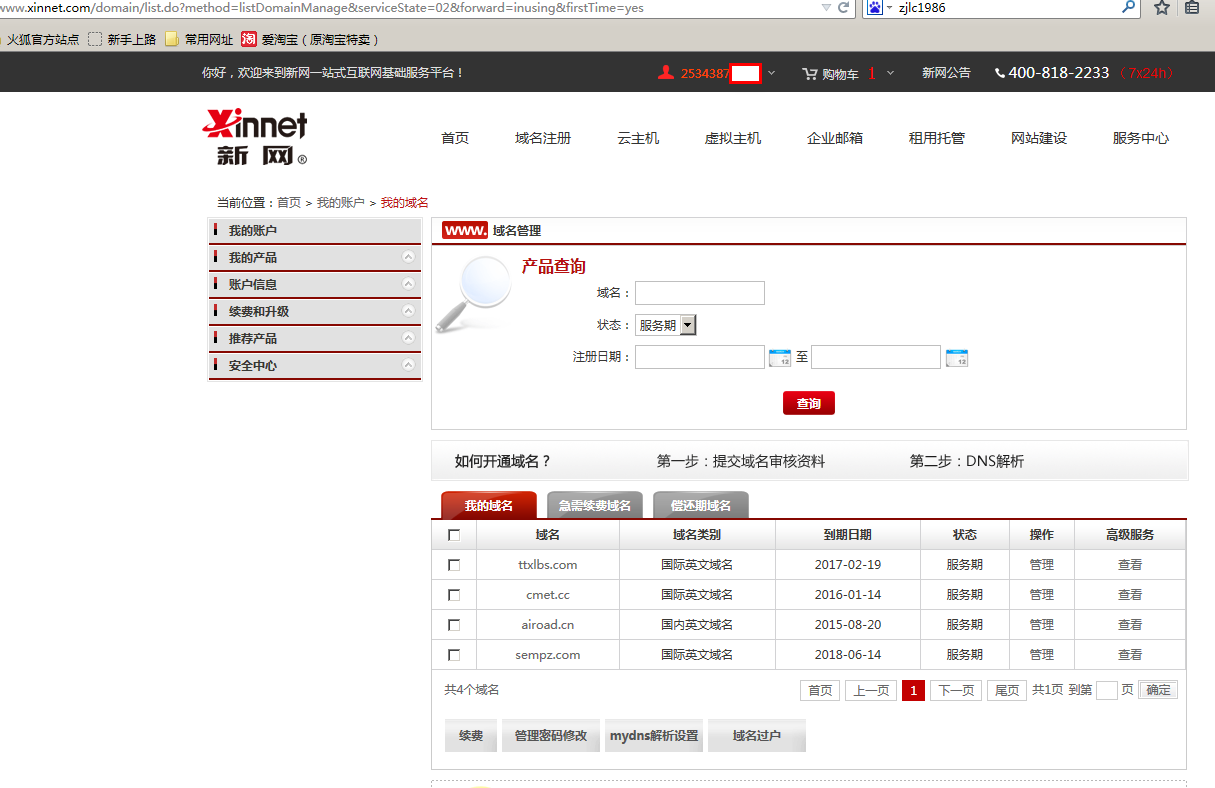 www.xinnet.com/domain/list.do?method=listDomainManage&serviceState=02&forward=inusing&firstTime=yes zjlc1986
火狐官方站点 新手上路 常用网址 淘 爱淘宝（原淘宝特卖）
你好，欢迎来到新网一站式互联网基础服务平台！ 2534387 购物车 1 新网公告 400-818-2233 （7x24h）
Xinnet
新 网®
首页 域名注册 云主机 虚拟主机 企业邮箱 租用托管 网站建设 服务中心
当前位置：首页 > 我的账户 > 我的域名
我的账户
我的产品
账户信息
续费和升级
推荐产品
安全中心
www. 域名管理
产品查询
域名：
状态： 服务期
注册日期： 12 至 12
查询
如何开通域名？ 第一步：提交域名审核资料 第二步：DNS解析
我的域名 急需续费域名 偿还期域名
域名 域名类别 到期日期 状态 操作 高级服务
ttxlbs.com 国际英文域名 2017-02-19 服务期 管理 查看
cmet.cc 国际英文域名 2016-01-14 服务期 管理 查看
airoad.cn 国内英文域名 2015-08-20 服务期 管理 查看
sempz.com 国际英文域名 2018-06-14 服务期 管理 查看
共4个域名 首页 上一页 1 下一页 尾页 共1页 到第 页 确定
续费 管理密码修改 mydns解析设置 域名过户